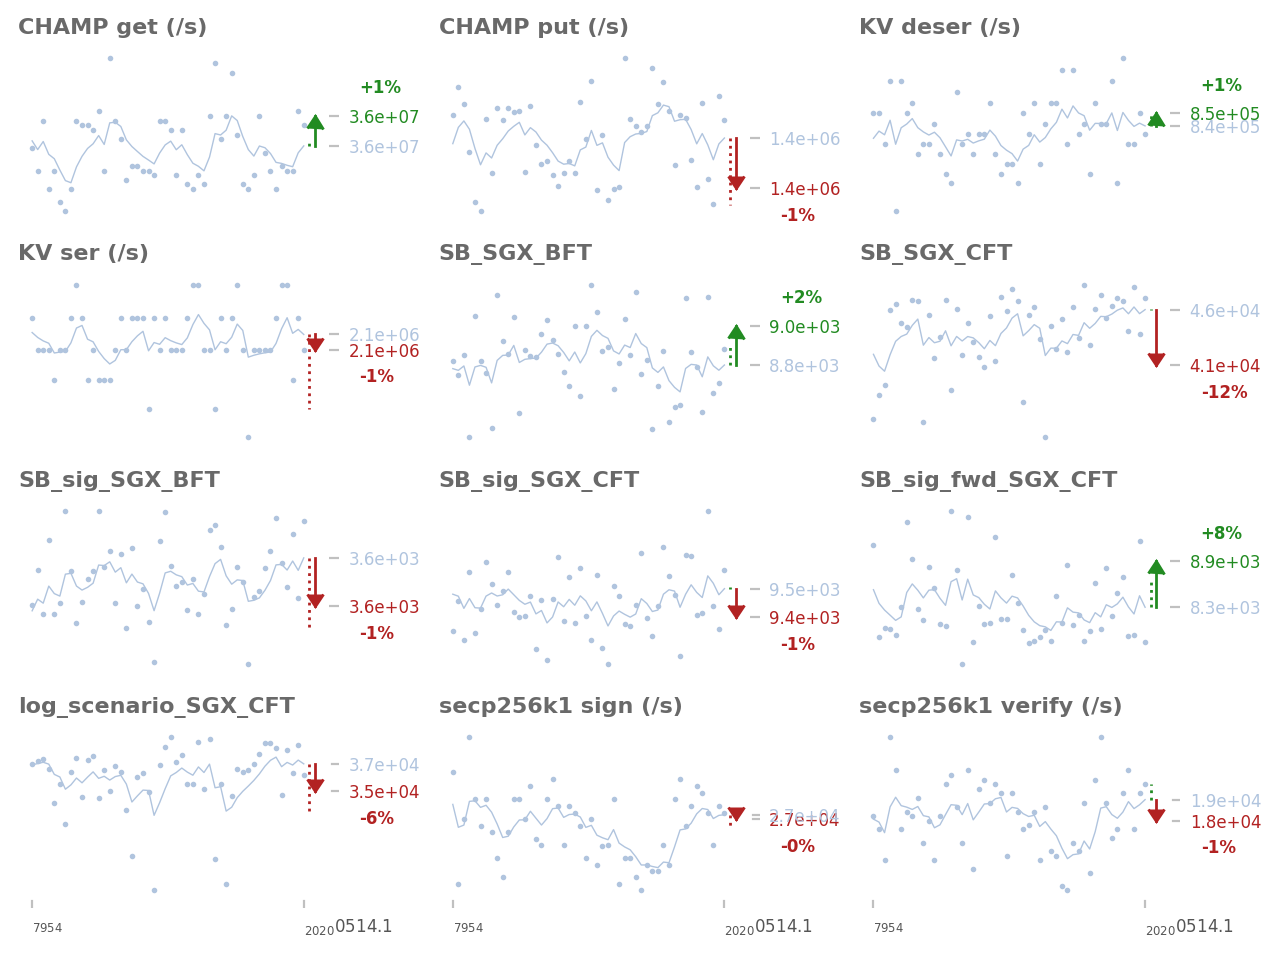 CHAMP get (/s)
+1%
3.6e+07
3.6e+07
CHAMP put (/s)
1.4e+06
1.4e+06
-1%
KV deser (/s)
+1%
8.5e+05
8.4e+05
KV ser (/s)
2.1e+06
2.1e+06
-1%
SB_SGX_BFT
+2%
9.0e+03
8.8e+03
SB_SGX_CFT
4.6e+04
4.1e+04
-12%
SB_sig_SGX_BFT
3.6e+03
3.6e+03
-1%
SB_sig_SGX_CFT
9.5e+03
9.4e+03
-1%
SB_sig_fwd_SGX_CFT
+8%
8.9e+03
8.3e+03
log_scenario_SGX_CFT
3.7e+04
3.5e+04
-6%
secp256k1 sign (/s)
2.7e+04
2.7e+04
-0%
secp256k1 verify (/s)
1.9e+04
1.8e+04
-1%
7954
20200514.1
7954
20200514.1
7954
20200514.1